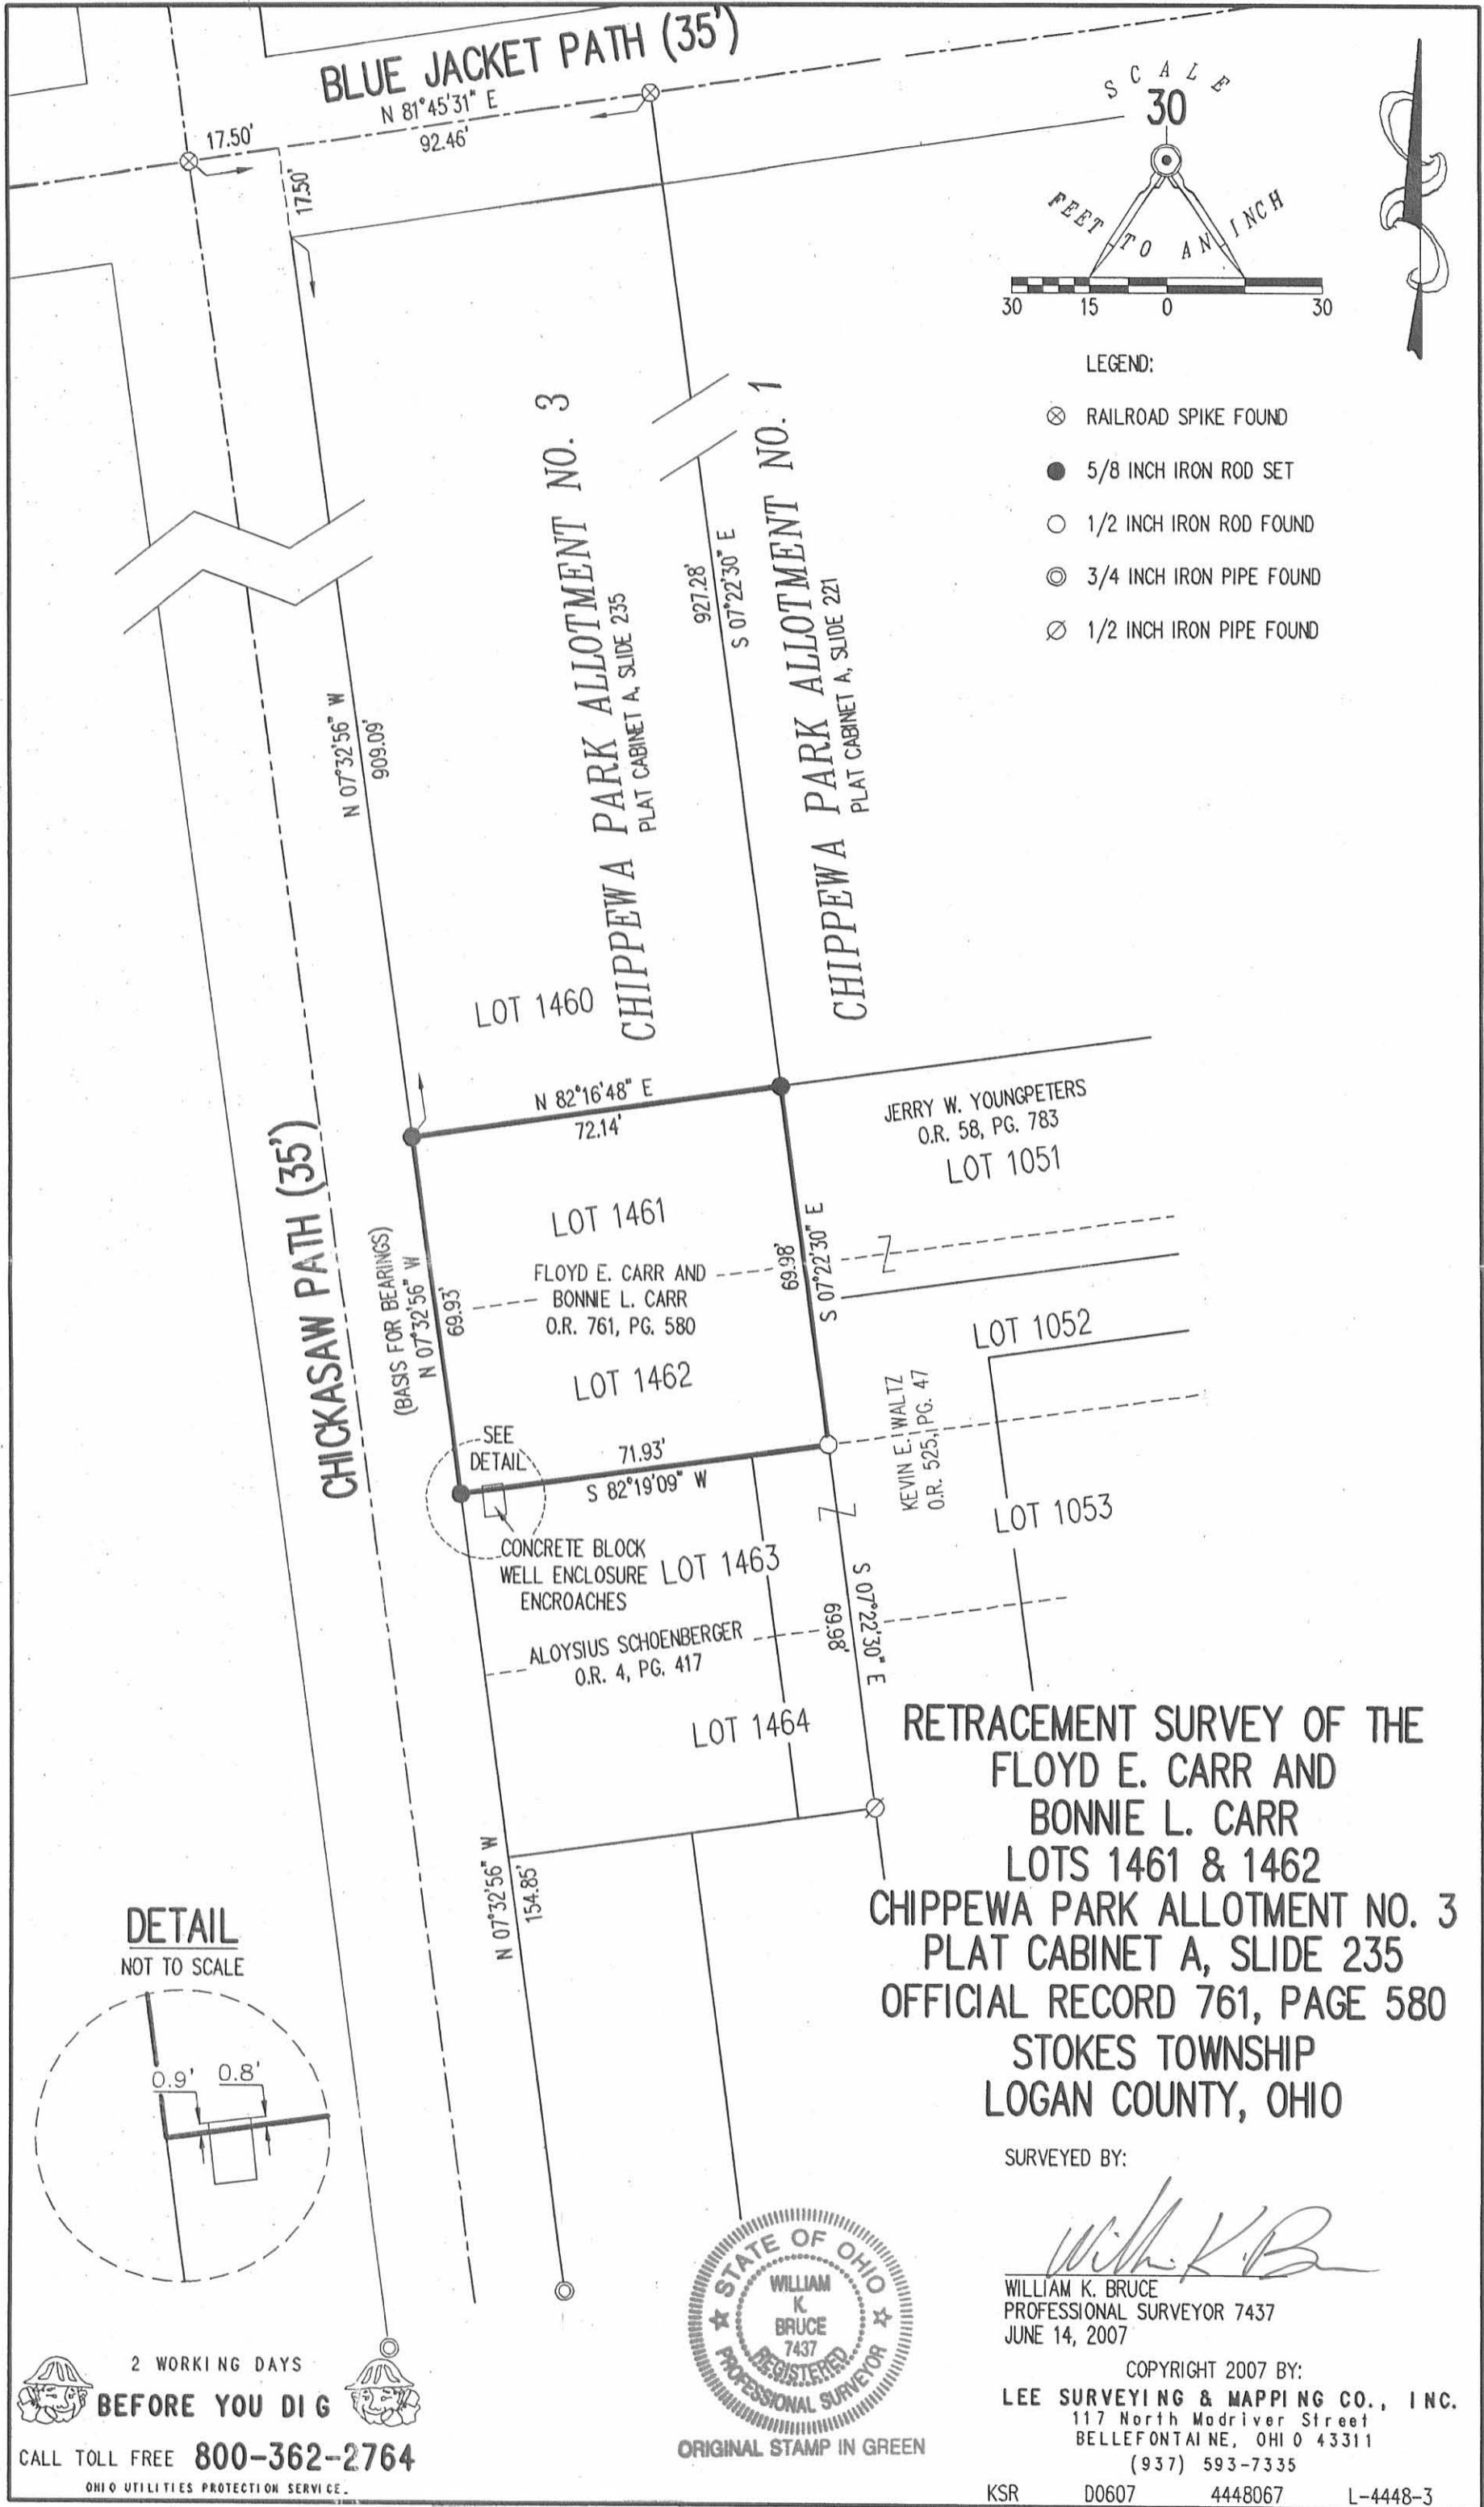 BLUE JACKET PATH (35')
N 81°45'31" E
92.46'
17.50'
17.50'
SCALE
30
FEET TO AN INCH
30 15 0 30
LEGEND:
RAILROAD SPIKE FOUND
5/8 INCH IRON ROD SET
1/2 INCH IRON ROD FOUND
3/4 INCH IRON PIPE FOUND
1/2 INCH IRON PIPE FOUND
CHIPPEWA PARK ALLOTMENT NO. 3
PLAT CABINET A, SLIDE 235
927.28'
S 07°22'30" E
CHIPPEWA PARK ALLOTMENT NO. 1
PLAT CABINET A, SLIDE 221
N 07°32'56" W
909.09'
LOT 1460
N 82°16'48" E
72.14'
JERRY W. YOUNGPETERS
O.R. 58, PG. 783
LOT 1051
CHICKASAW PATH (35')
(BASIS FOR BEARINGS)
N 07°32'56" W
69.93'
LOT 1461
FLOYD E. CARR AND
BONNIE L. CARR
O.R. 761, PG. 580
LOT 1462
69.98'
S 07°22'30" E
LOT 1052
KEVIN E. WALTZ
O.R. 525, PG. 47
LOT 1053
SEE
DETAIL
71.93'
S 82°19'09" W
CONCRETE BLOCK
WELL ENCLOSURE
ENCROACHES
LOT 1463
ALOYSIUS SCHOENBERGER
O.R. 4, PG. 417
S 07°22'30" E
69.98'
LOT 1464
N 07°32'56" W
154.85'
RETRACEMENT SURVEY OF THE
FLOYD E. CARR AND
BONNIE L. CARR
LOTS 1461 & 1462
CHIPPEWA PARK ALLOTMENT NO. 3
PLAT CABINET A, SLIDE 235
OFFICIAL RECORD 761, PAGE 580
STOKES TOWNSHIP
LOGAN COUNTY, OHIO
DETAIL
NOT TO SCALE
0.9' 0.8'
SURVEYED BY:
William K. Bruce
WILLIAM K. BRUCE
PROFESSIONAL SURVEYOR 7437
JUNE 14, 2007
COPYRIGHT 2007 BY:
LEE SURVEYING & MAPPING CO., INC.
117 North Madriver Street
BELLEFONTAINE, OHIO 43311
(937) 593-7335
KSR D0607 4448067 L-4448-3
STATE OF OHIO
WILLIAM
K.
BRUCE
7437
REGISTERED
PROFESSIONAL SURVEYOR
ORIGINAL STAMP IN GREEN
2 WORKING DAYS
BEFORE YOU DIG
CALL TOLL FREE 800-362-2764
OHIO UTILITIES PROTECTION SERVICE.